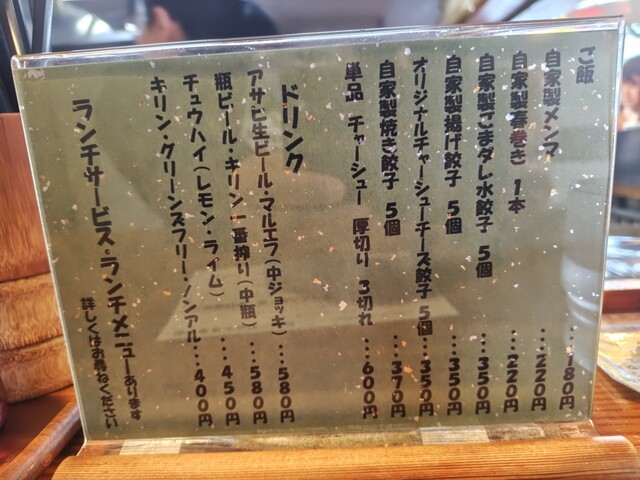 ご飯 …180円
自家製メンマ …220円
自家製春巻き 1本 …220円
自家製ごまダレ水餃子 5個 …350円
自家製揚げ餃子 5個 …350円
オリジナルチャーシューチーズ餃子 5個 …350円
自家製焼き餃子 5個 …370円
単品 チャーシュー 厚切り 3切れ …600円
ドリンク
アサヒ生ビール・マルエフ(中ジョッキ)…580円
瓶ビール・キリン一番搾り(中瓶) …580円
チュウハイ(レモン・ライム) …450円
キリン・グリーンズフリー・ノンアル…400円
ランチサービス・ランチメニューあります
詳しくはお尋ねください